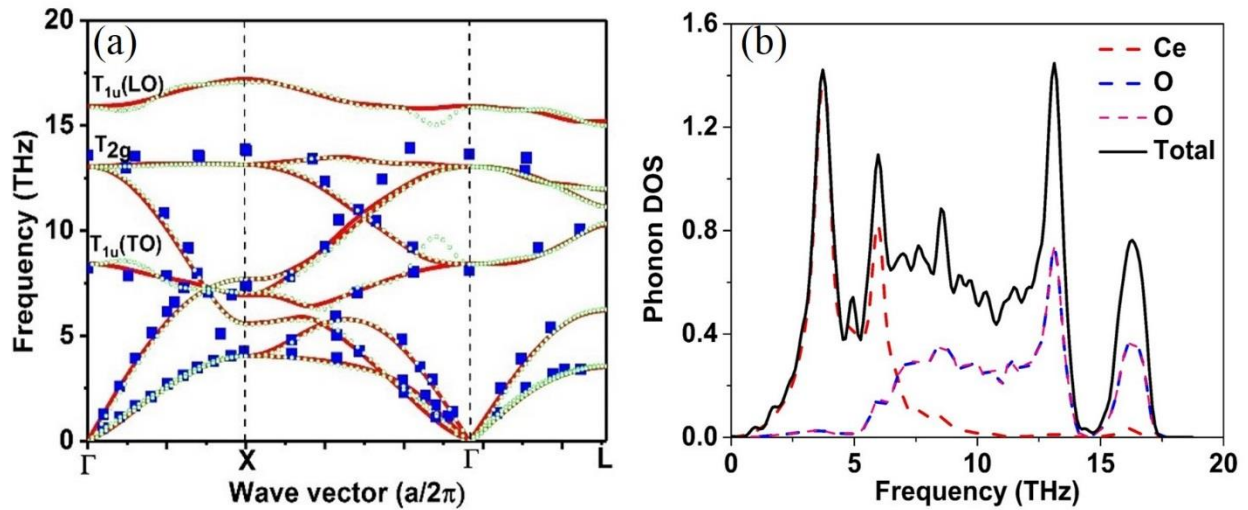 (a)
Frequency (THz)
20
15
10
5
0
T1u(LO)
T2g
T1u(TO)
Γ X Γ L
Wave vector (a/2π)
(b)
Phonon DOS
1.6
1.2
0.8
0.4
0.0
Ce
O
O
Total
0 5 10 15 20
Frequency (THz)